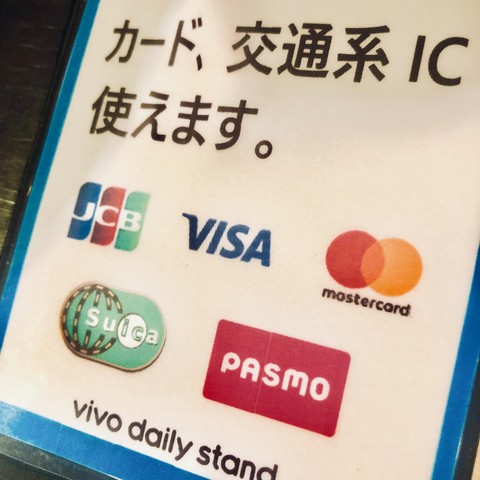 カード、交通系 IC
使えます。
JCB VISA mastercard
Suica PASMO
vivo daily stand